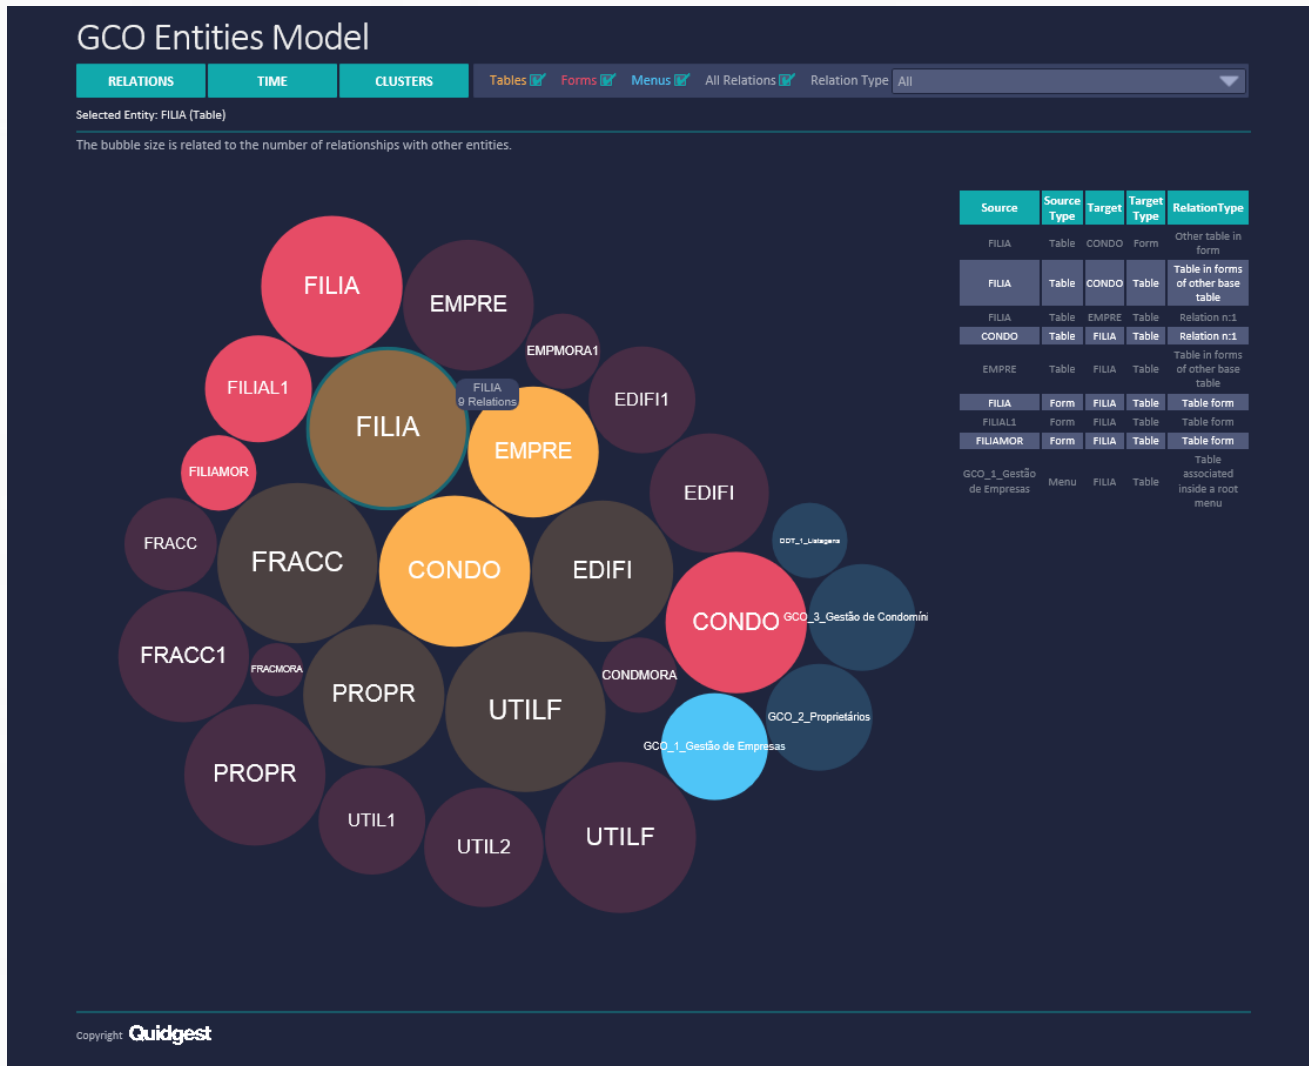 GCO Entities Model
RELATIONS TIME CLUSTERS Tables Forms Menus All Relations Relation Type All
Selected Entity: FILIA (Table)
The bubble size is related to the number of relationships with other entities.
FILIA
EMPRE
EMPMORA1
FILIAL1
FILIA
9 Relations
EDIFI1
FILIA
EMPRE
FILIAMOR
EDIFI
FRACC
DDT_1_Listagens
FRACC
CONDO
EDIFI
CONDO
GCO_3_Gestão de Condomíni
FRACC1
FRACMORA
CONDMORA
PROPR
UTILF
GCO_2_Proprietários
GCO_1_Gestão de Empresas
PROPR
UTIL1
UTIL2
UTILF
Source Source Type Target Target Type RelationType
FILIA Table CONDO Form Other table in form
FILIA Table CONDO Table Table in forms of other base table
FILIA Table EMPRE Table Relation n:1
CONDO Table FILIA Table Relation n:1
EMPRE Table FILIA Table Table in forms of other base table
FILIA Form FILIA Table Table form
FILIAL1 Form FILIA Table Table form
FILIAMOR Form FILIA Table Table form
GCO_1_Gestão de Empresas Menu FILIA Table Table associated inside a root menu
Copyright Quidgest